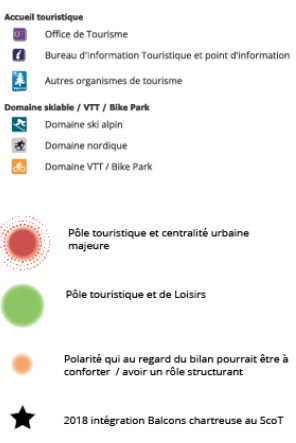 Accueil touristique
Office de Tourisme
Bureau d'Information Touristique et point d'information
Autres organismes de tourisme
Domaine skiable / VTT / Bike Park
Domaine ski alpin
Domaine nordique
Domaine VTT / Bike Park
Pôle touristique et centralité urbaine
majeure
Pôle touristique et de Loisirs
Polarité qui au regard du bilan pourrait être à
conforter / avoir un rôle structurant
2018 intégration Balcons chartreuse au ScoT